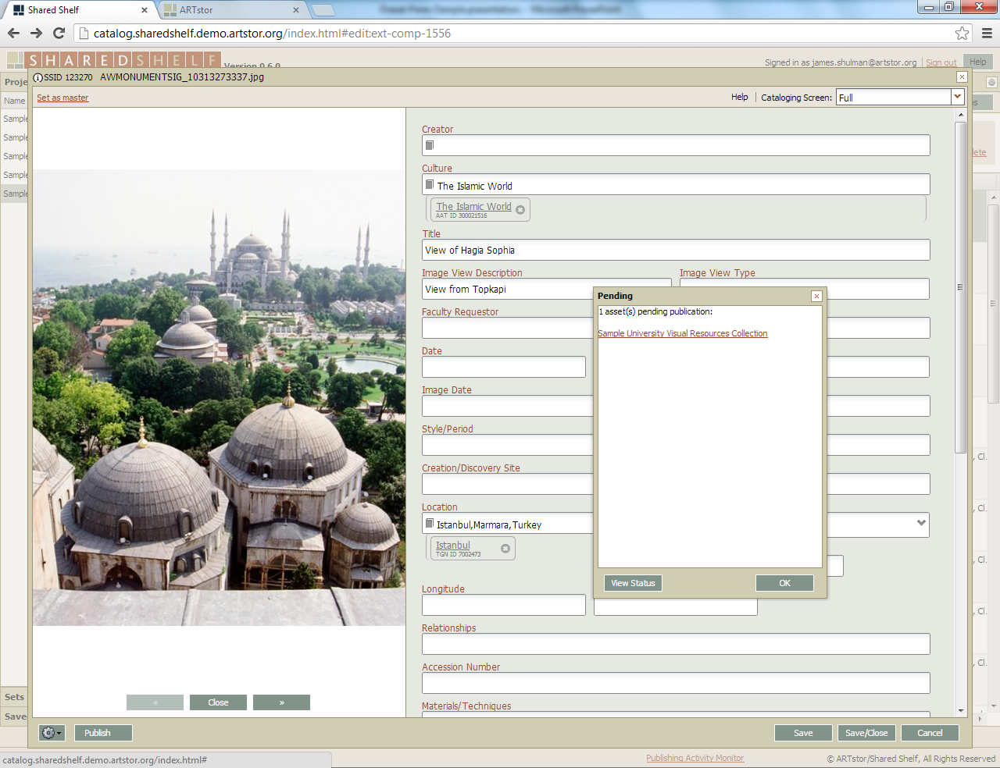 Shared Shelf
ARTstor
catalog.sharedshelf.demo.artstor.org/index.html#edit:ext-comp-1556
SHAREDSHELF Version 0.6.0
Signed in as james.shulman@artstor.org | Sign out Help
Proje
Name
Sample
Sample
Sample
Sample
Sample
Sets
Save
SSID 123270 AWMONUMENTSIG_10313273337.jpg
Set as master
Help | Cataloging Screen: Full
Creator
Culture
The Islamic World
The Islamic World
AAT ID 300021516
Title
View of Hagia Sophia
Image View Description Image View Type
View from Topkapi
Faculty Requestor
Date
Image Date
Style/Period
Creation/Discovery Site
Location
Istanbul,Marmara,Turkey
Istanbul
TGN ID 7002473
Longitude
Relationships
Accession Number
Materials/Techniques
Pending
1 asset(s) pending publication:
Sample University Visual Resources Collection
View Status OK
« Close »
Publish Save Save/Close Cancel
lete
, Cl.
, Cl.
, Cl.
, Cl.
, Cl.
catalog.sharedshelf.demo.artstor.org/index.html#
Publishing Activity Monitor
© ARTstor/Shared Shelf, All Rights Reserved